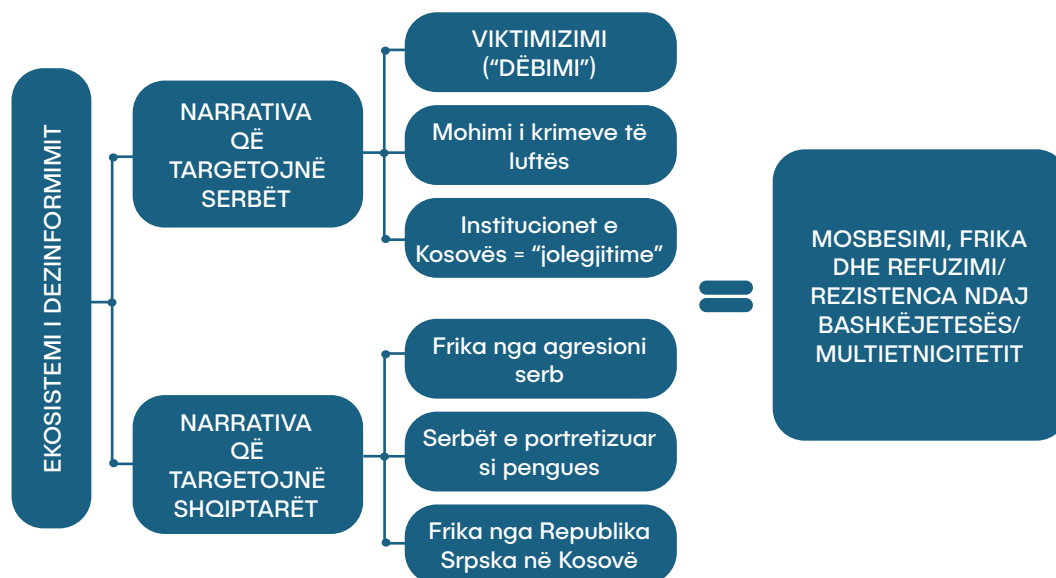 EKOSISTEMI I DEZINFORMIMIT
NARRATIVA
QË
TARGETOJNË
SERBËT
VIKTIMIZIMI
(“DËBIMI”)
Mohimi i krimeve të
luftës
Institucionet e
Kosovës = “jolegjitime”
NARRATIVA
QË
TARGETOJNË
SHQIPTARËT
Frika nga agresioni
serb
Serbët e portretizuar
si pengues
Frika nga Republika
Srpska në Kosovë
MOSBESIMI, FRIKA
DHE REFUZIMI/
REZISTENCA NDAJ
BASHKËJETESËS/
MULTIETNICITETIT